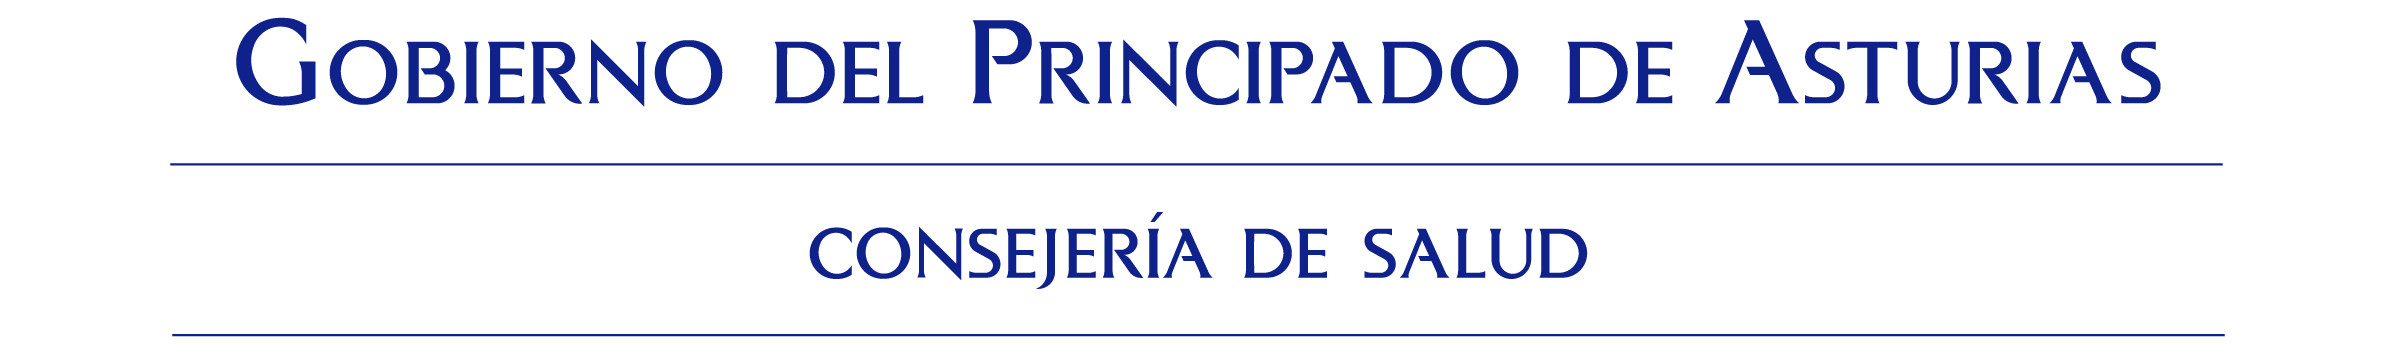 GOBIERNO DEL PRINCIPADO DE ASTURIAS
CONSEJERÍA DE SALUD